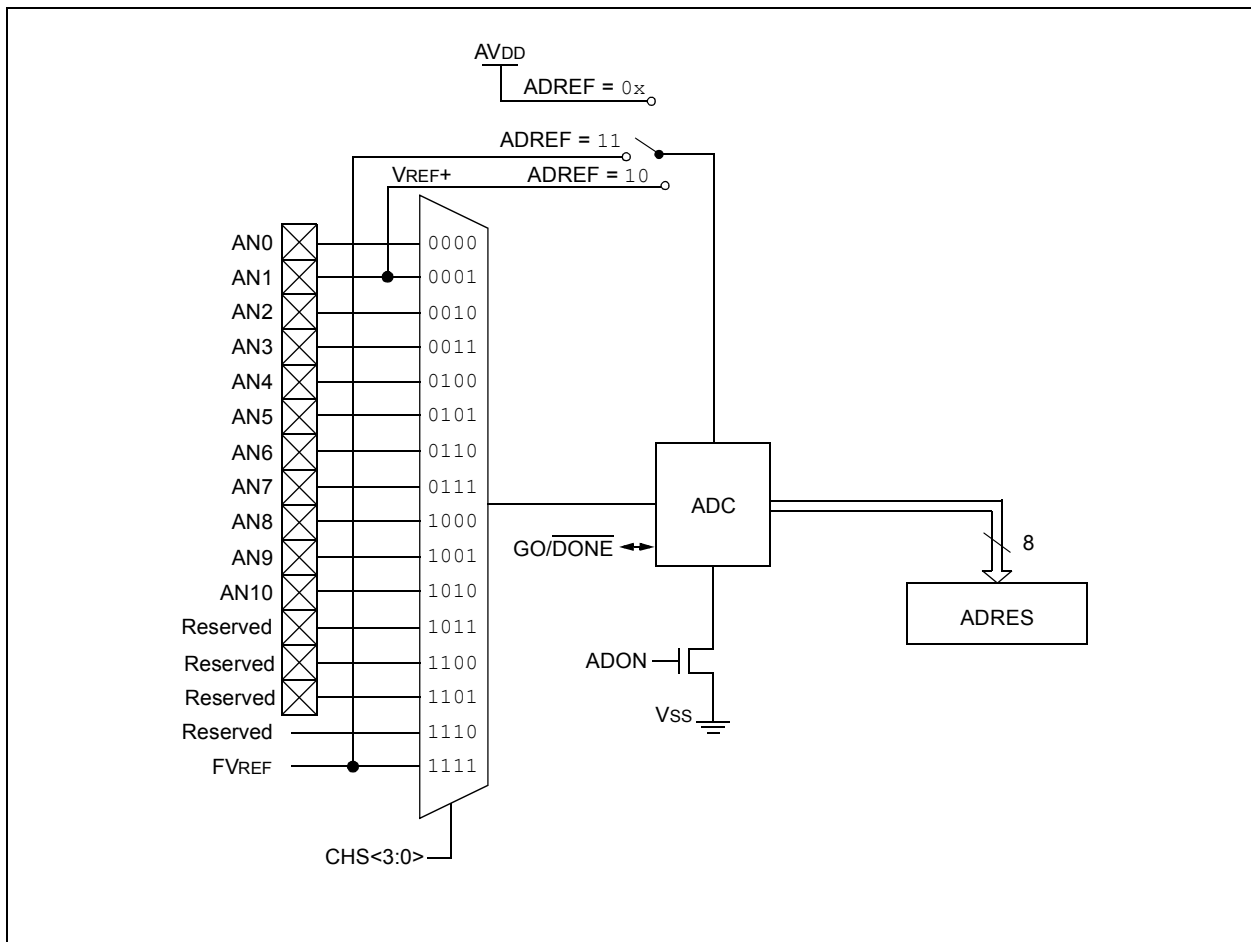 AVDD
ADREF = 0x
ADREF = 11
VREF+
ADREF = 10
AN0
0000
AN1
0001
AN2
0010
AN3
0011
AN4
0100
AN5
0101
AN6
0110
AN7
0111
AN8
1000
AN9
1001
AN10
1010
Reserved
1011
Reserved
1100
Reserved
1101
Reserved
1110
FVREF
1111
CHS<3:0>
ADC
GO/DONE
8
ADRES
ADON
VSS